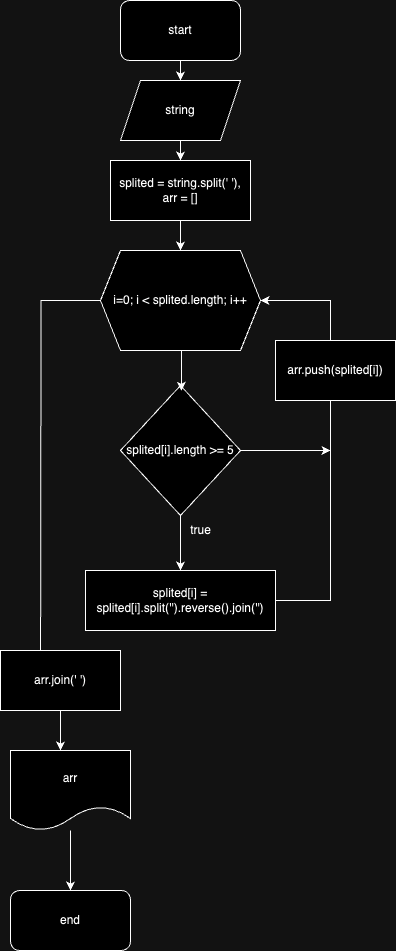 start
string
splited = string.split(' '),
arr = []
i=0; i < splited.length; i++
arr.push(splited[i])
splited[i].length >= 5
true
splited[i] =
splited[i].split('').reverse().join('')
arr.join(' ')
arr
end